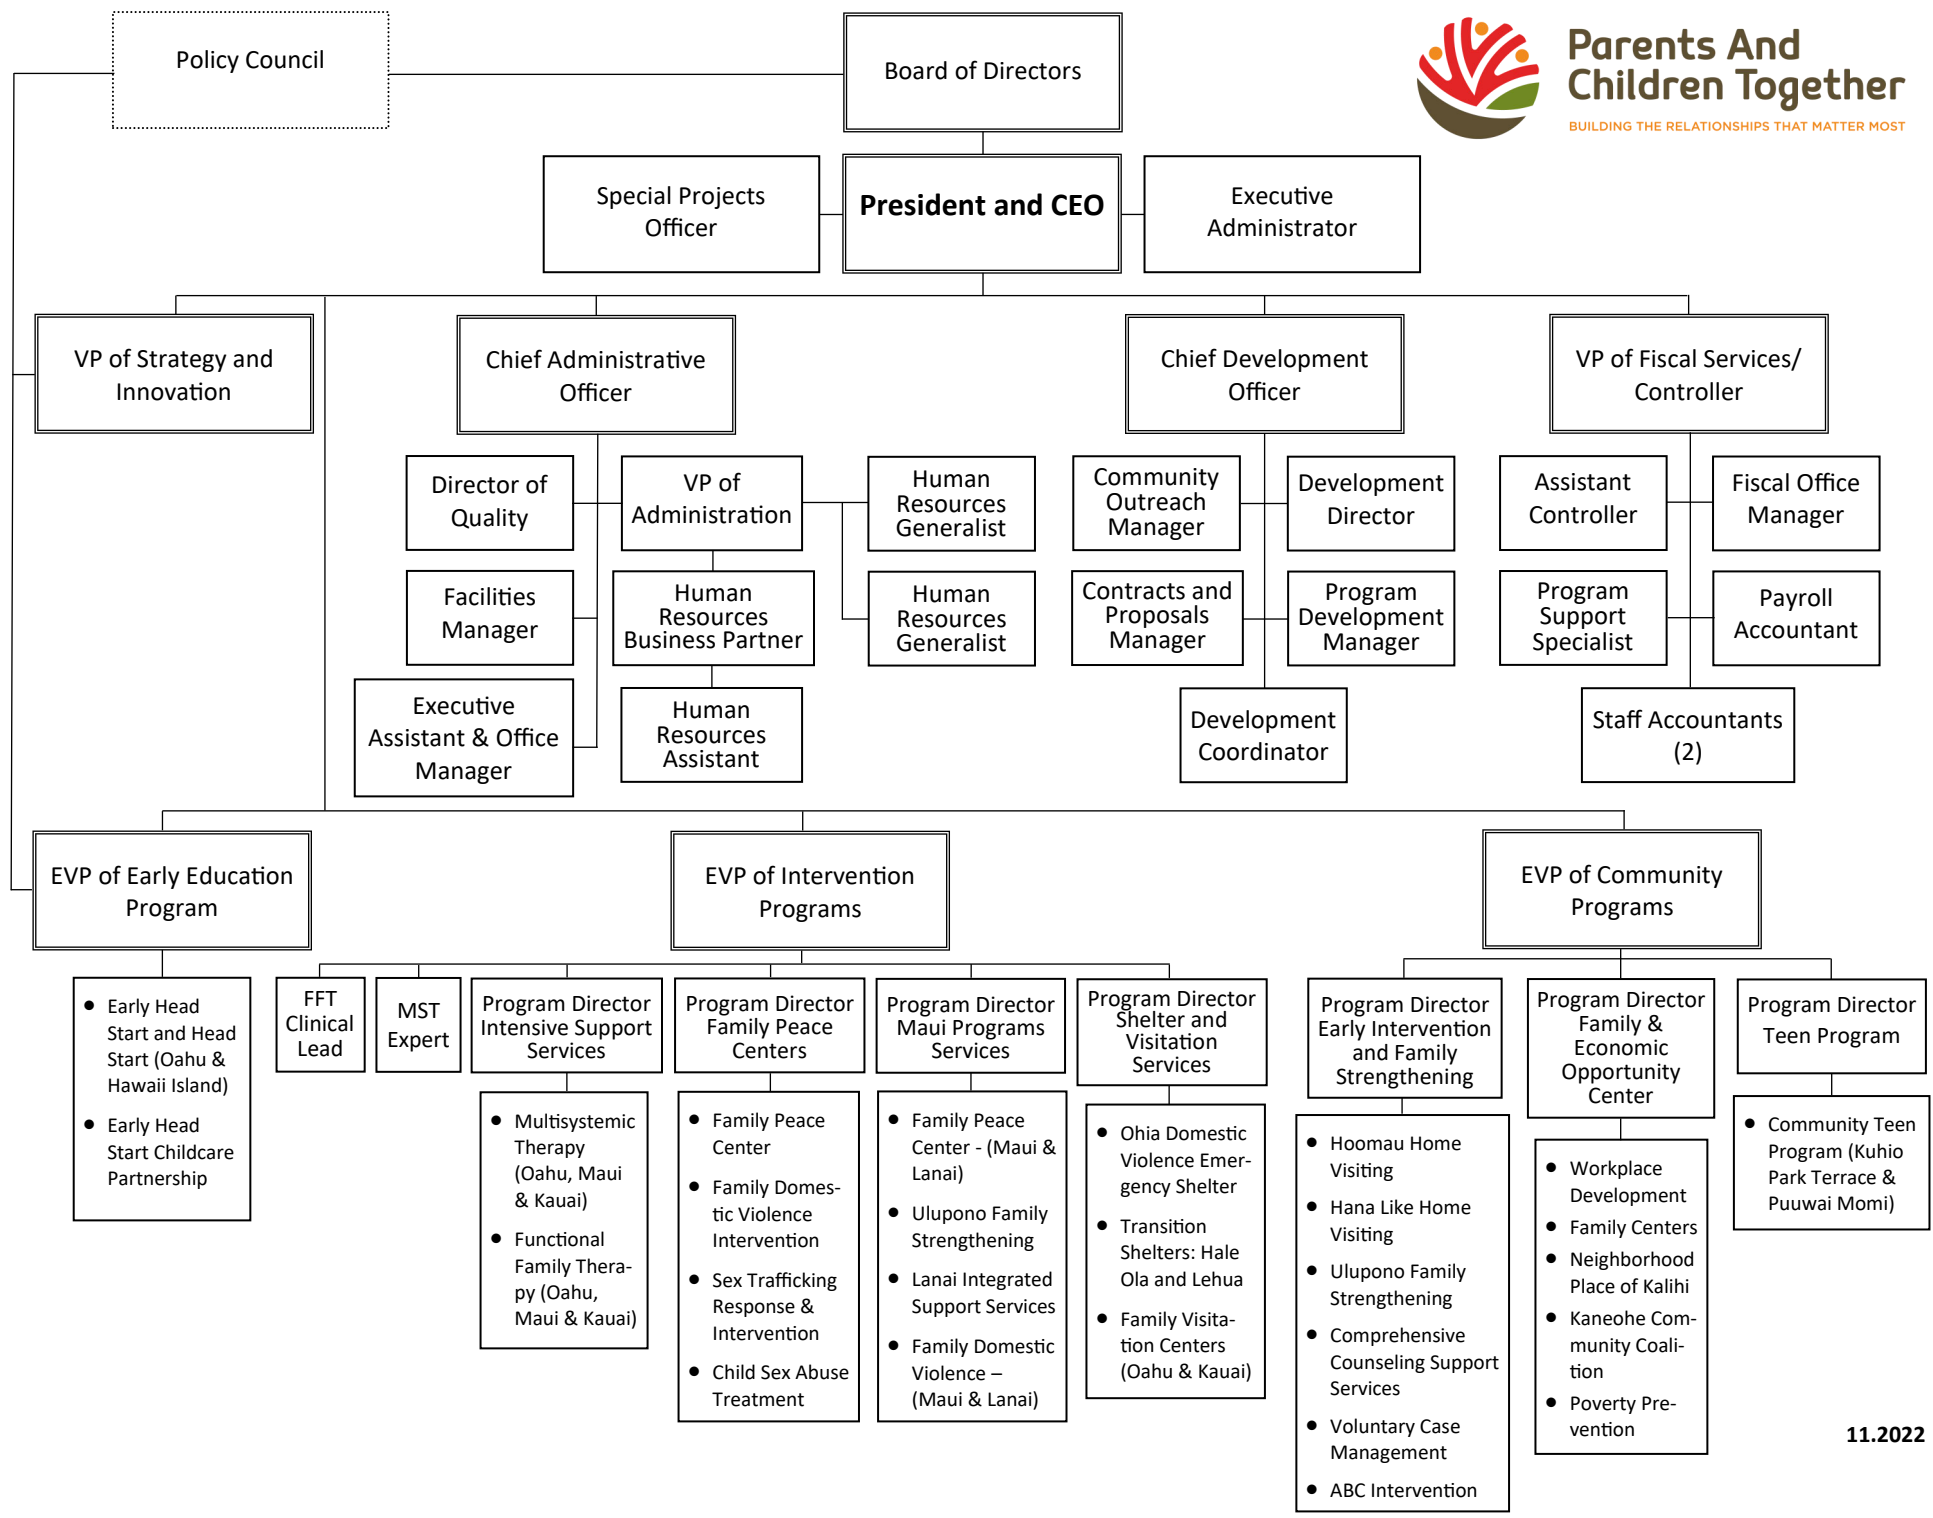 Policy Council
Board of Directors
Parents And
Children Together
BUILDING THE RELATIONSHIPS THAT MATTER MOST
Special Projects
Officer
President and CEO
Executive
Administrator
VP of Strategy and
Innovation
Chief Administrative
Officer
Chief Development
Officer
VP of Fiscal Services/
Controller
Director of
Quality
VP of
Administration
Human
Resources
Generalist
Community
Outreach
Manager
Development
Director
Assistant
Controller
Fiscal Office
Manager
Facilities
Manager
Human
Resources
Business Partner
Human
Resources
Generalist
Contracts and
Proposals
Manager
Program
Development
Manager
Program
Support
Specialist
Payroll
Accountant
Executive
Assistant & Office
Manager
Human
Resources
Assistant
Development
Coordinator
Staff Accountants
(2)
EVP of Early Education
Program
EVP of Intervention
Programs
EVP of Community
Programs
• Early Head
Start and Head
Start (Oahu &
Hawaii Island)
• Early Head
Start Childcare
Partnership
FFT
Clinical
Lead
MST
Expert
Program Director
Intensive Support
Services
Program Director
Family Peace
Centers
Program Director
Maui Programs
Services
Program Director
Shelter and
Visitation
Services
Program Director
Early Intervention
and Family
Strengthening
Program Director
Family &
Economic
Opportunity
Center
Program Director
Teen Program
• Multisystemic
Therapy
(Oahu, Maui
& Kauai)
• Functional
Family Thera-
py (Oahu,
Maui & Kauai)
• Family Peace
Center
• Family Domes-
tic Violence
Intervention
• Sex Trafficking
Response &
Intervention
• Child Sex Abuse
Treatment
• Family Peace
Center - (Maui &
Lanai)
• Ulupono Family
Strengthening
• Lanai Integrated
Support Services
• Family Domestic
Violence –
(Maui & Lanai)
• Ohia Domestic
Violence Emer-
gency Shelter
• Transition
Shelters: Hale
Ola and Lehua
• Family Visita-
tion Centers
(Oahu & Kauai)
• Hoomau Home
Visiting
• Hana Like Home
Visiting
• Ulupono Family
Strengthening
• Comprehensive
Counseling Support
Services
• Voluntary Case
Management
• ABC Intervention
• Workplace
Development
• Family Centers
• Neighborhood
Place of Kalihi
• Kaneohe Com-
munity Coali-
tion
• Poverty Pre-
vention
• Community Teen
Program (Kuhio
Park Terrace &
Puuwai Momi)
11.2022